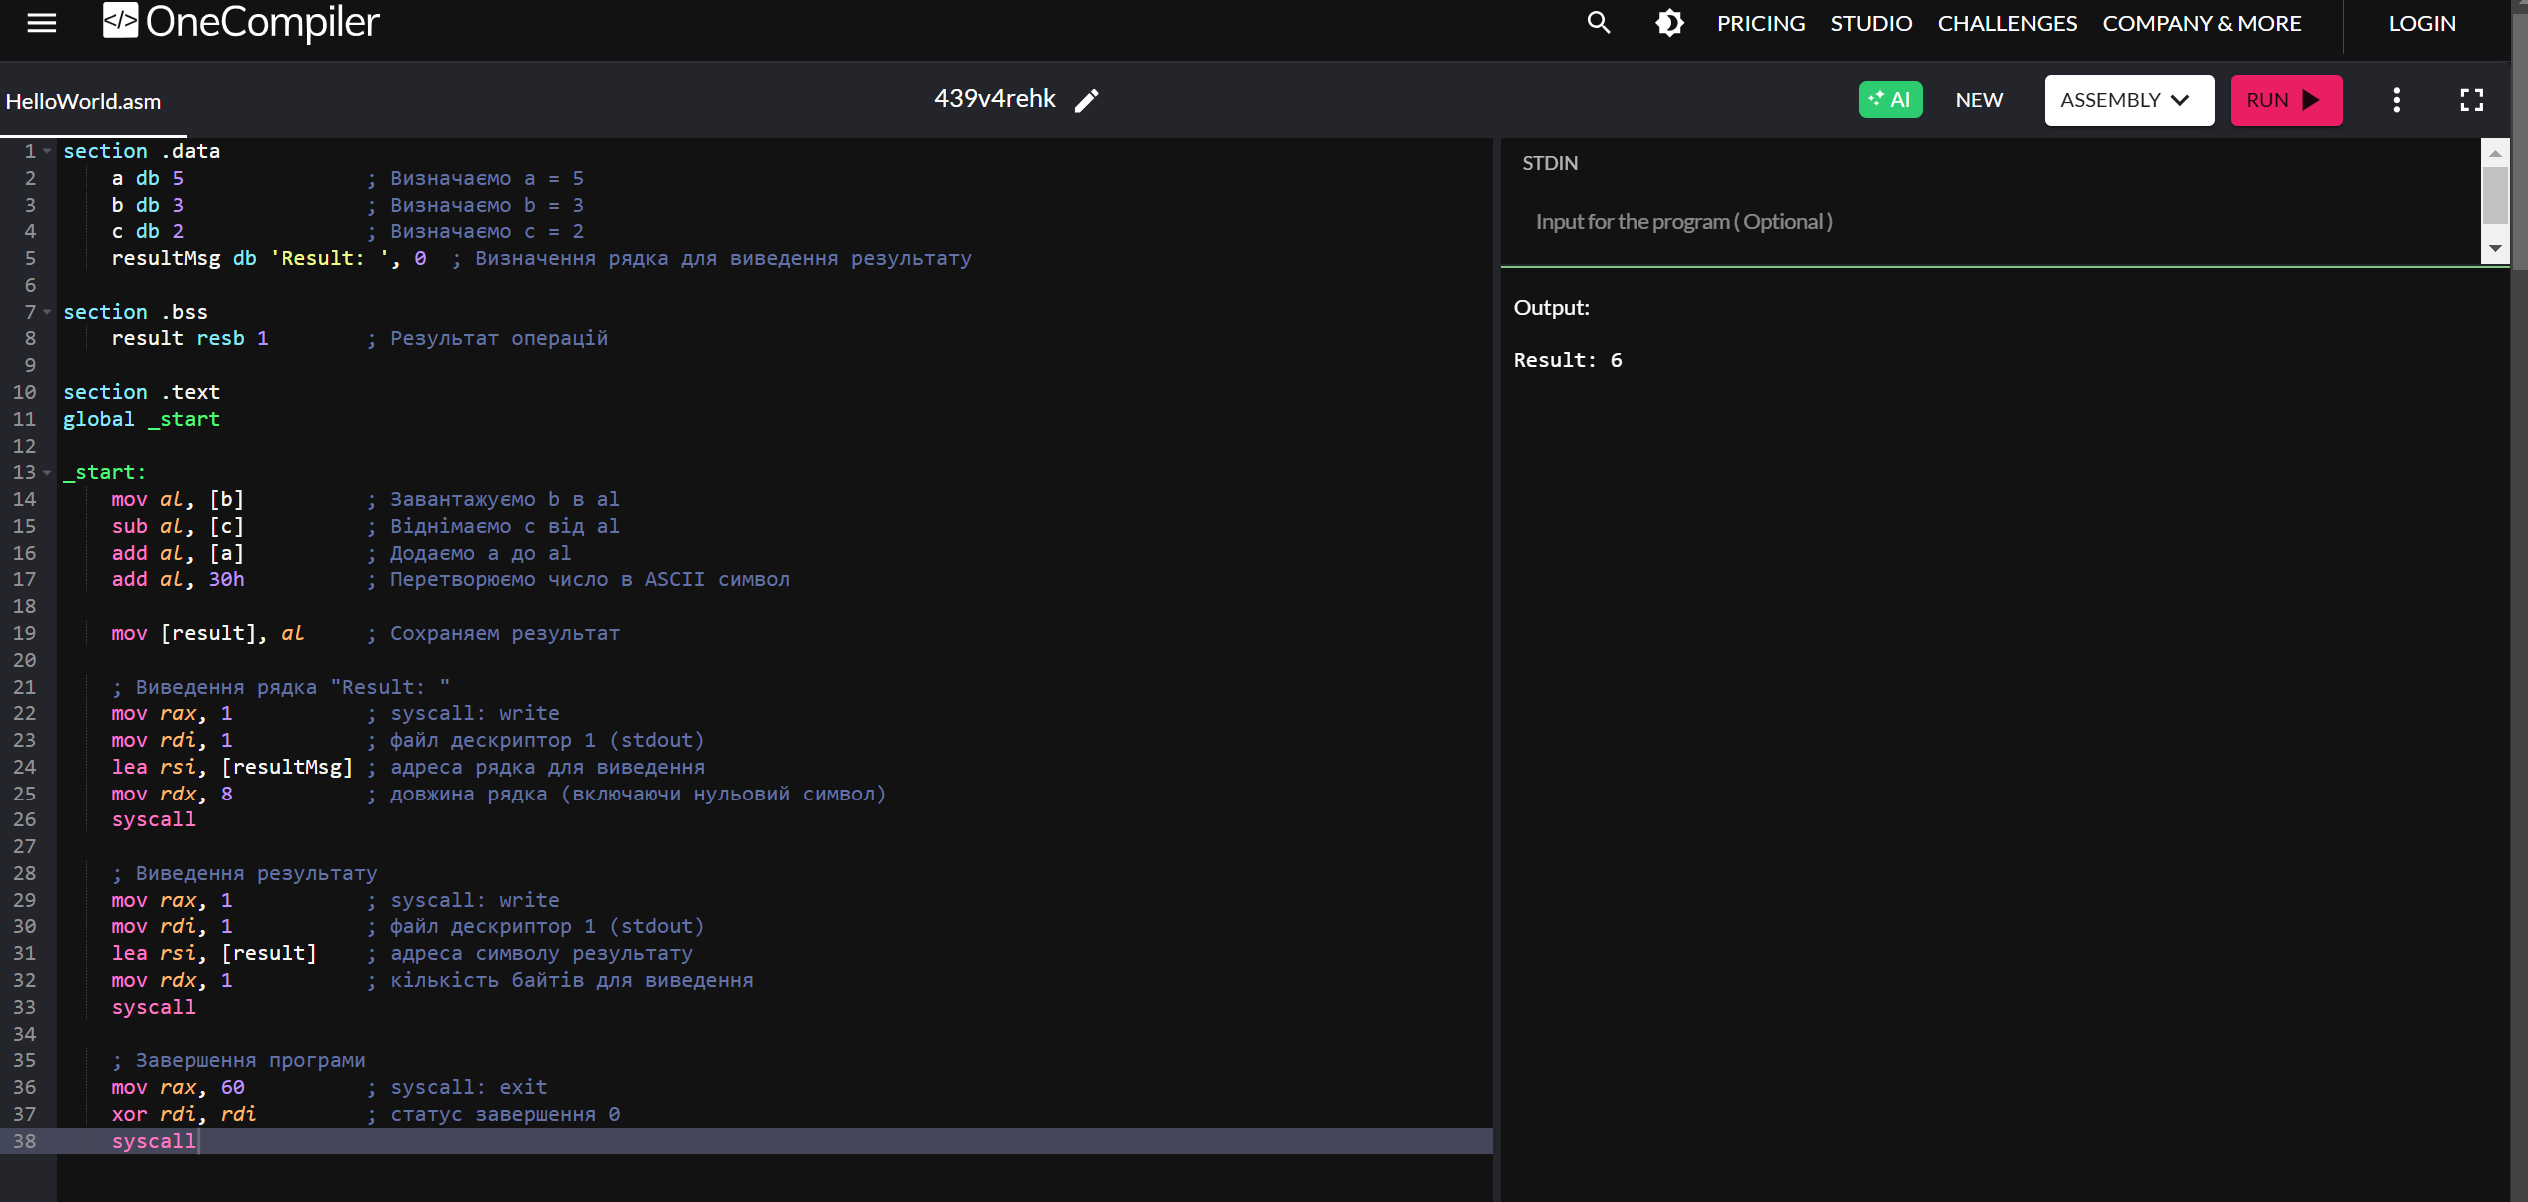 </> OneCompiler
PRICING STUDIO CHALLENGES COMPANY & MORE LOGIN
HelloWorld.asm
439v4rehk
AI NEW ASSEMBLY RUN
1 section .data
2     a db 5               ; Визначаємо a = 5
3     b db 3               ; Визначаємо b = 3
4     c db 2               ; Визначаємо c = 2
5     resultMsg db 'Result: ', 0  ; Визначення рядка для виведення результату
6
7 section .bss
8     result resb 1        ; Результат операцій
9
10 section .text
11 global _start
12
13 _start:
14     mov al, [b]          ; Завантажуємо b в al
15     sub al, [c]          ; Віднімаємо c від al
16     add al, [a]          ; Додаємо a до al
17     add al, 30h          ; Перетворюємо число в ASCII символ
18
19     mov [result], al     ; Сохраняем результат
20
21     ; Виведення рядка "Result: "
22     mov rax, 1           ; syscall: write
23     mov rdi, 1           ; файл дескриптор 1 (stdout)
24     lea rsi, [resultMsg] ; адреса рядка для виведення
25     mov rdx, 8           ; довжина рядка (включаючи нульовий символ)
26     syscall
27
28     ; Виведення результату
29     mov rax, 1           ; syscall: write
30     mov rdi, 1           ; файл дескриптор 1 (stdout)
31     lea rsi, [result]    ; адреса символу результату
32     mov rdx, 1           ; кількість байтів для виведення
33     syscall
34
35     ; Завершення програми
36     mov rax, 60          ; syscall: exit
37     xor rdi, rdi         ; статус завершення 0
38     syscall
STDIN
Input for the program ( Optional )
Output:
Result: 6